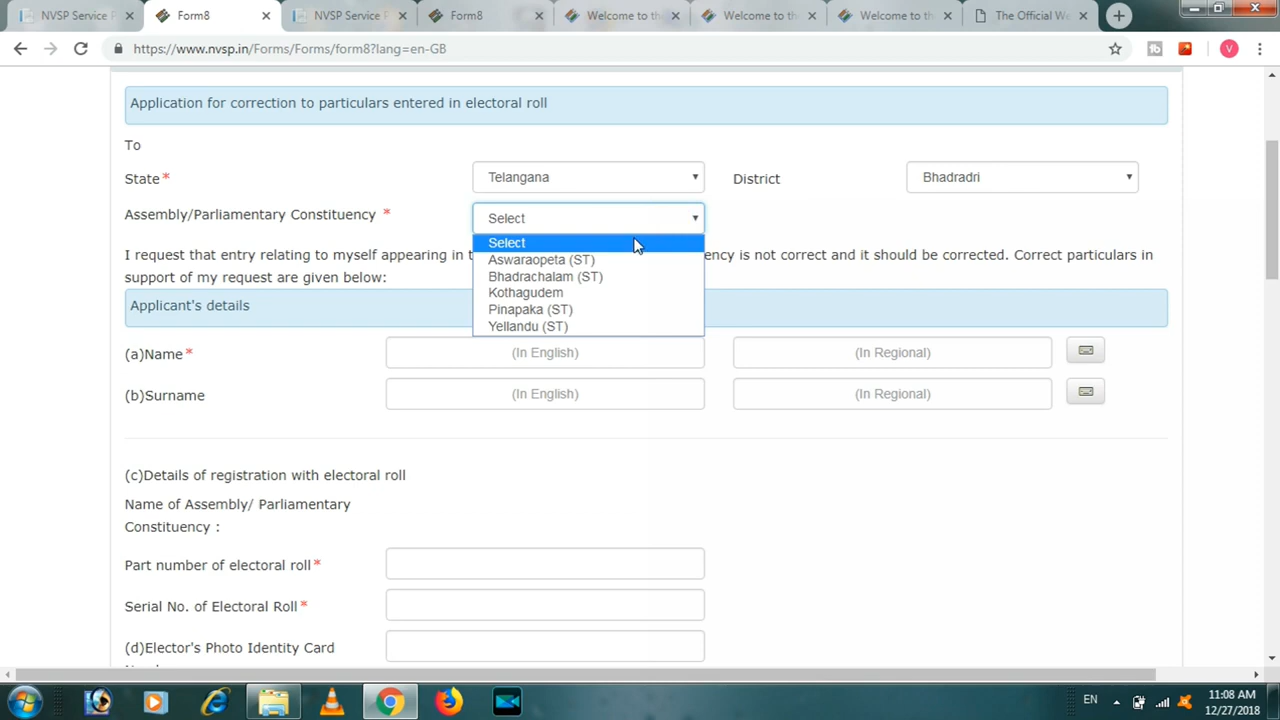 NVSP Service P
Form8
NVSP Service P
Form8
Welcome to th
Welcome to th
Welcome to th
The Official We
https://www.nvsp.in/Forms/Forms/form8?lang=en-GB
V
Application for correction to particulars entered in electoral roll
To
State* Telangana District Bhadradri
Assembly/Parliamentary Constituency * Select
Select
Aswaraopeta (ST)
Bhadrachalam (ST)
Kothagudem
Pinapaka (ST)
Yellandu (ST)
I request that entry relating to myself appearing in t ency is not correct and it should be corrected. Correct particulars in
support of my request are given below:
Applicant's details
(a)Name* (In English) (In Regional)
(b)Surname (In English) (In Regional)
(c)Details of registration with electoral roll
Name of Assembly/ Parliamentary
Constituency :
Part number of electoral roll*
Serial No. of Electoral Roll*
(d)Elector's Photo Identity Card
EN
11:08 AM
12/27/2018